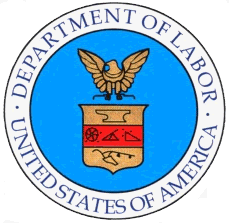 · DEPARTMENT OF LABOR ·
UNITED STATES OF AMERICA